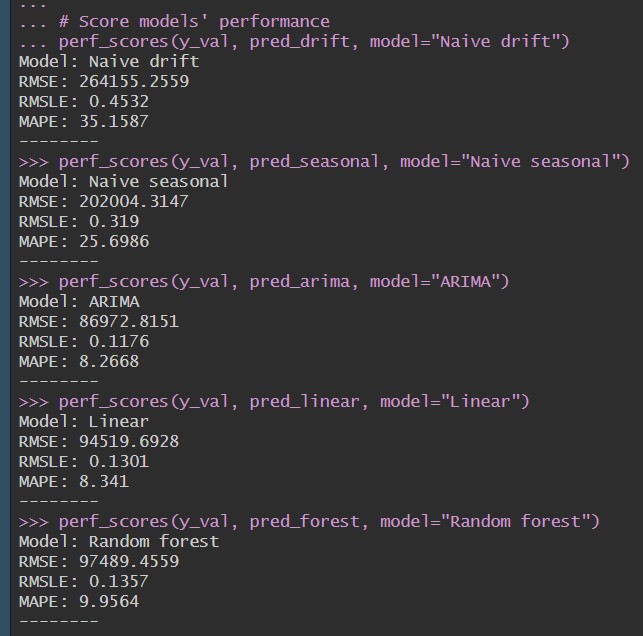 ...
... # Score models' performance
... perf_scores(y_val, pred_drift, model="Naive drift")
Model: Naive drift
RMSE: 264155.2559
RMSLE: 0.4532
MAPE: 35.1587
--------
>>> perf_scores(y_val, pred_seasonal, model="Naive seasonal")
Model: Naive seasonal
RMSE: 202004.3147
RMSLE: 0.319
MAPE: 25.6986
--------
>>> perf_scores(y_val, pred_arima, model="ARIMA")
Model: ARIMA
RMSE: 86972.8151
RMSLE: 0.1176
MAPE: 8.2668
--------
>>> perf_scores(y_val, pred_linear, model="Linear")
Model: Linear
RMSE: 94519.6928
RMSLE: 0.1301
MAPE: 8.341
--------
>>> perf_scores(y_val, pred_forest, model="Random forest")
Model: Random forest
RMSE: 97489.4559
RMSLE: 0.1357
MAPE: 9.9564
--------